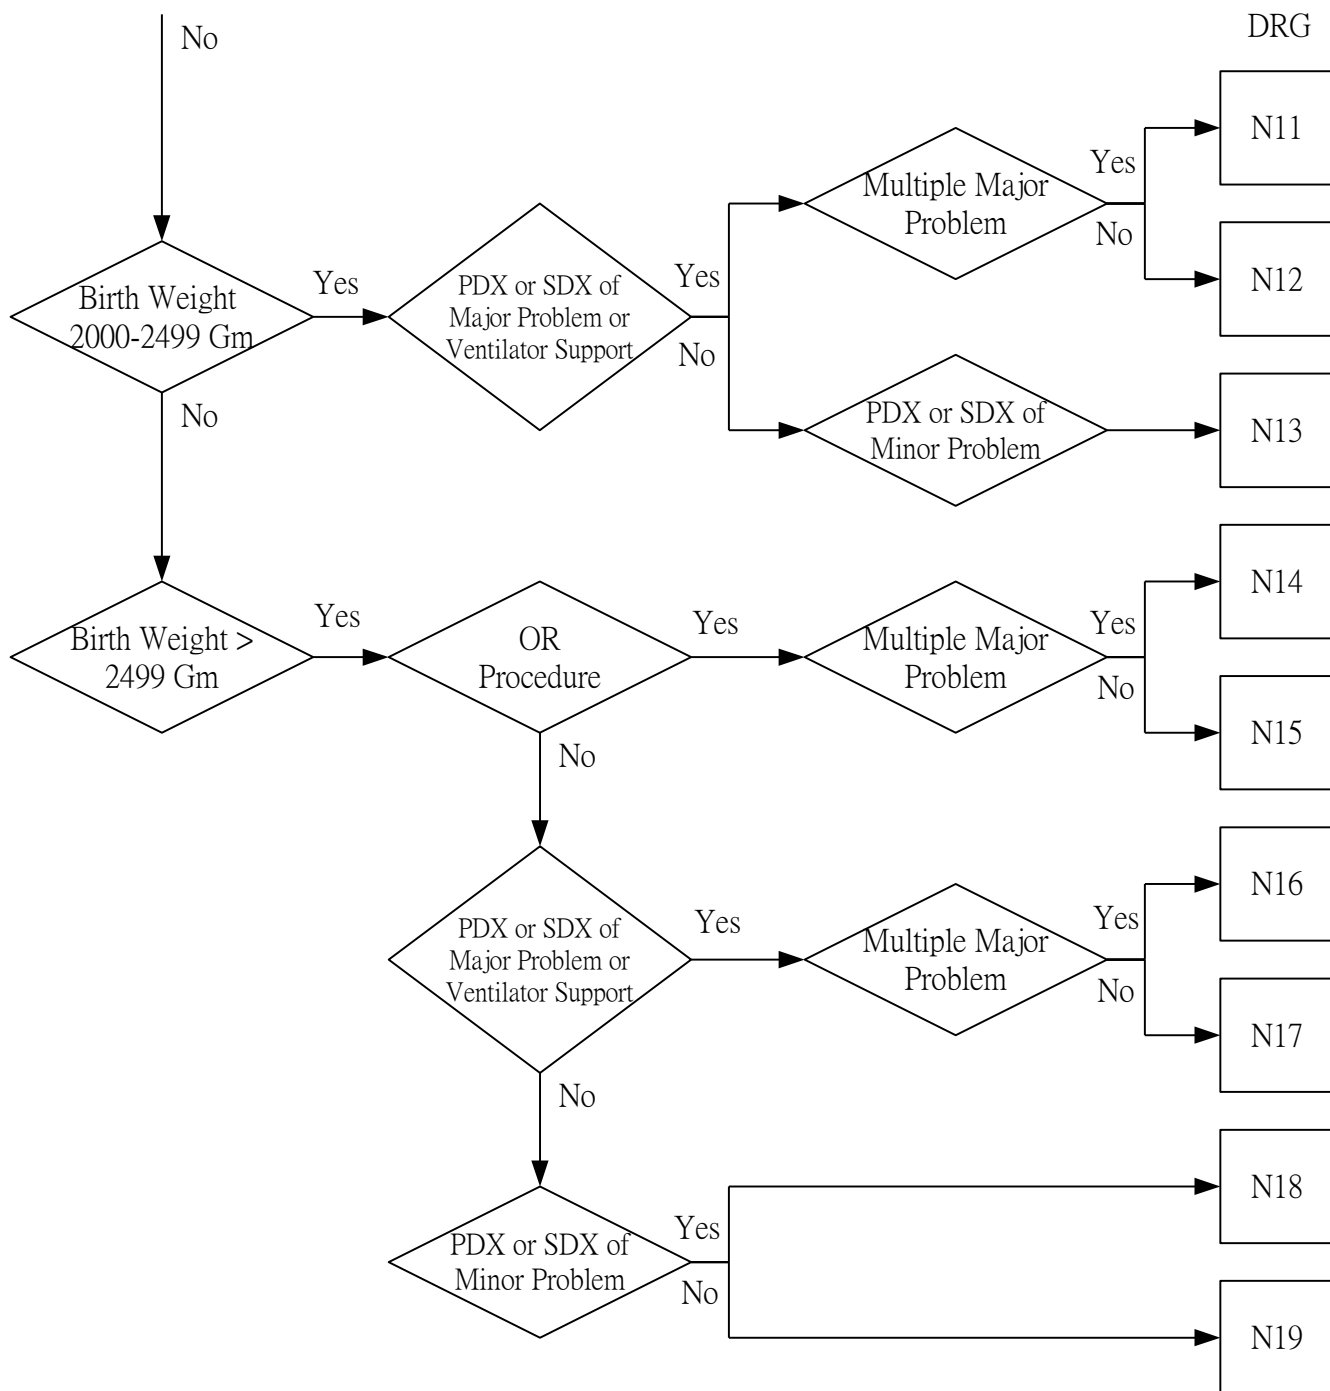 No
DRG
N11
Multiple Major
Problem
Yes
No
N12
Birth Weight
2000-2499 Gm
Yes
PDX or SDX of
Major Problem or
Ventilator Support
Yes
No
No
PDX or SDX of
Minor Problem
N13
Birth Weight >
2499 Gm
Yes
OR
Procedure
Yes
Multiple Major
Problem
Yes
No
N14
N15
No
PDX or SDX of
Major Problem or
Ventilator Support
Yes
Multiple Major
Problem
Yes
No
N16
N17
No
PDX or SDX of
Minor Problem
Yes
No
N18
N19